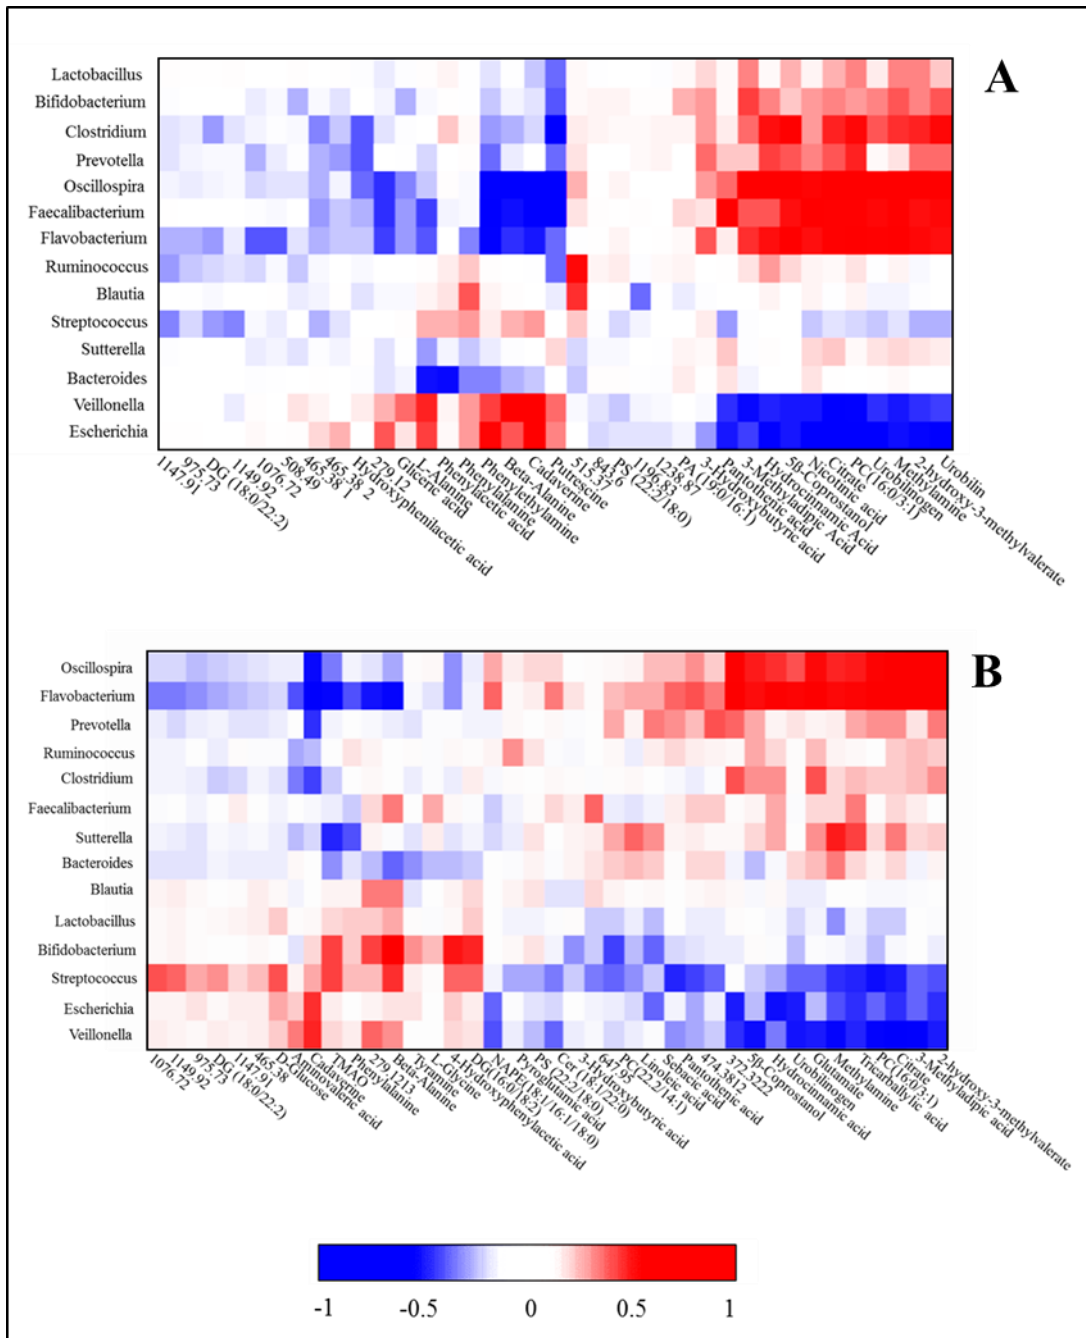 A
Lactobacillus
Bifidobacterium
Clostridium
Prevotella
Oscillospira
Faecalibacterium
Flavobacterium
Ruminococcus
Blautia
Streptococcus
Sutterella
Bacteroides
Veillonella
Escherichia
1147.91
975.73
DG (18:0/22:2)
1149.92
1076.72
508.49
465.38 1
465.38 2
Hydroxyphenilacetic acid
279.12
Gliceric acid
L-Alanine
Phenylactic acid
Phenylalanine
Phenylethylamine
Beta-Alanine
Cadaverine
Putrescine
515.37
843.6
PS (22:2/18:0)
1196.83
1238.87
PA (19:0/16:1)
3-Hydroxybutyric acid
Pantothenic acid
3-Methyladipic Acid
Hydrocinnamic Acid
5β-Coprostanol
Nicotinic acid
Citrate
PC (16:0/3:1)
Urobilinogen
Methylamine
2-hydroxy-3-methylvalerate
Urobilin
B
Oscillospira
Flavobacterium
Prevotella
Ruminococcus
Clostridium
Faecalibacterium
Sutterella
Bacteroides
Blautia
Lactobacillus
Bifidobacterium
Streptococcus
Escherichia
Veillonella
1076.72
1149.92
975.73
DG (18:0/22:2)
1147.91
465.38
D-Glucose
Aminovaleric acid
Cadaverine
TMAO
Phenylalanine
279.1213
Beta-Alanine
Tyramine
L-Glycine
4-Hydroxyphenylacetic acid
DG(16:0/18:2)
NAPE(18:1/16:1/18:0)
Pyroglutamic acid
PS (22:2/18:0)
Cer (18:1/22:0)
3-Hydroxybutyric acid
647.95
PC(22:2/14:1)
Linoleic acid
Sebacic acid
Pantothenic acid
474.3812
372.3222
5β-Coprostanol
Hydrocinnamic acid
Urobilinogen
Glutamate
Methylamine
Tricarballylic acid
PC(16:0/3:1)
Citrate
3-Methyladipic acid
2-hydroxy-3-methylvalerate
-1 -0.5 0 0.5 1